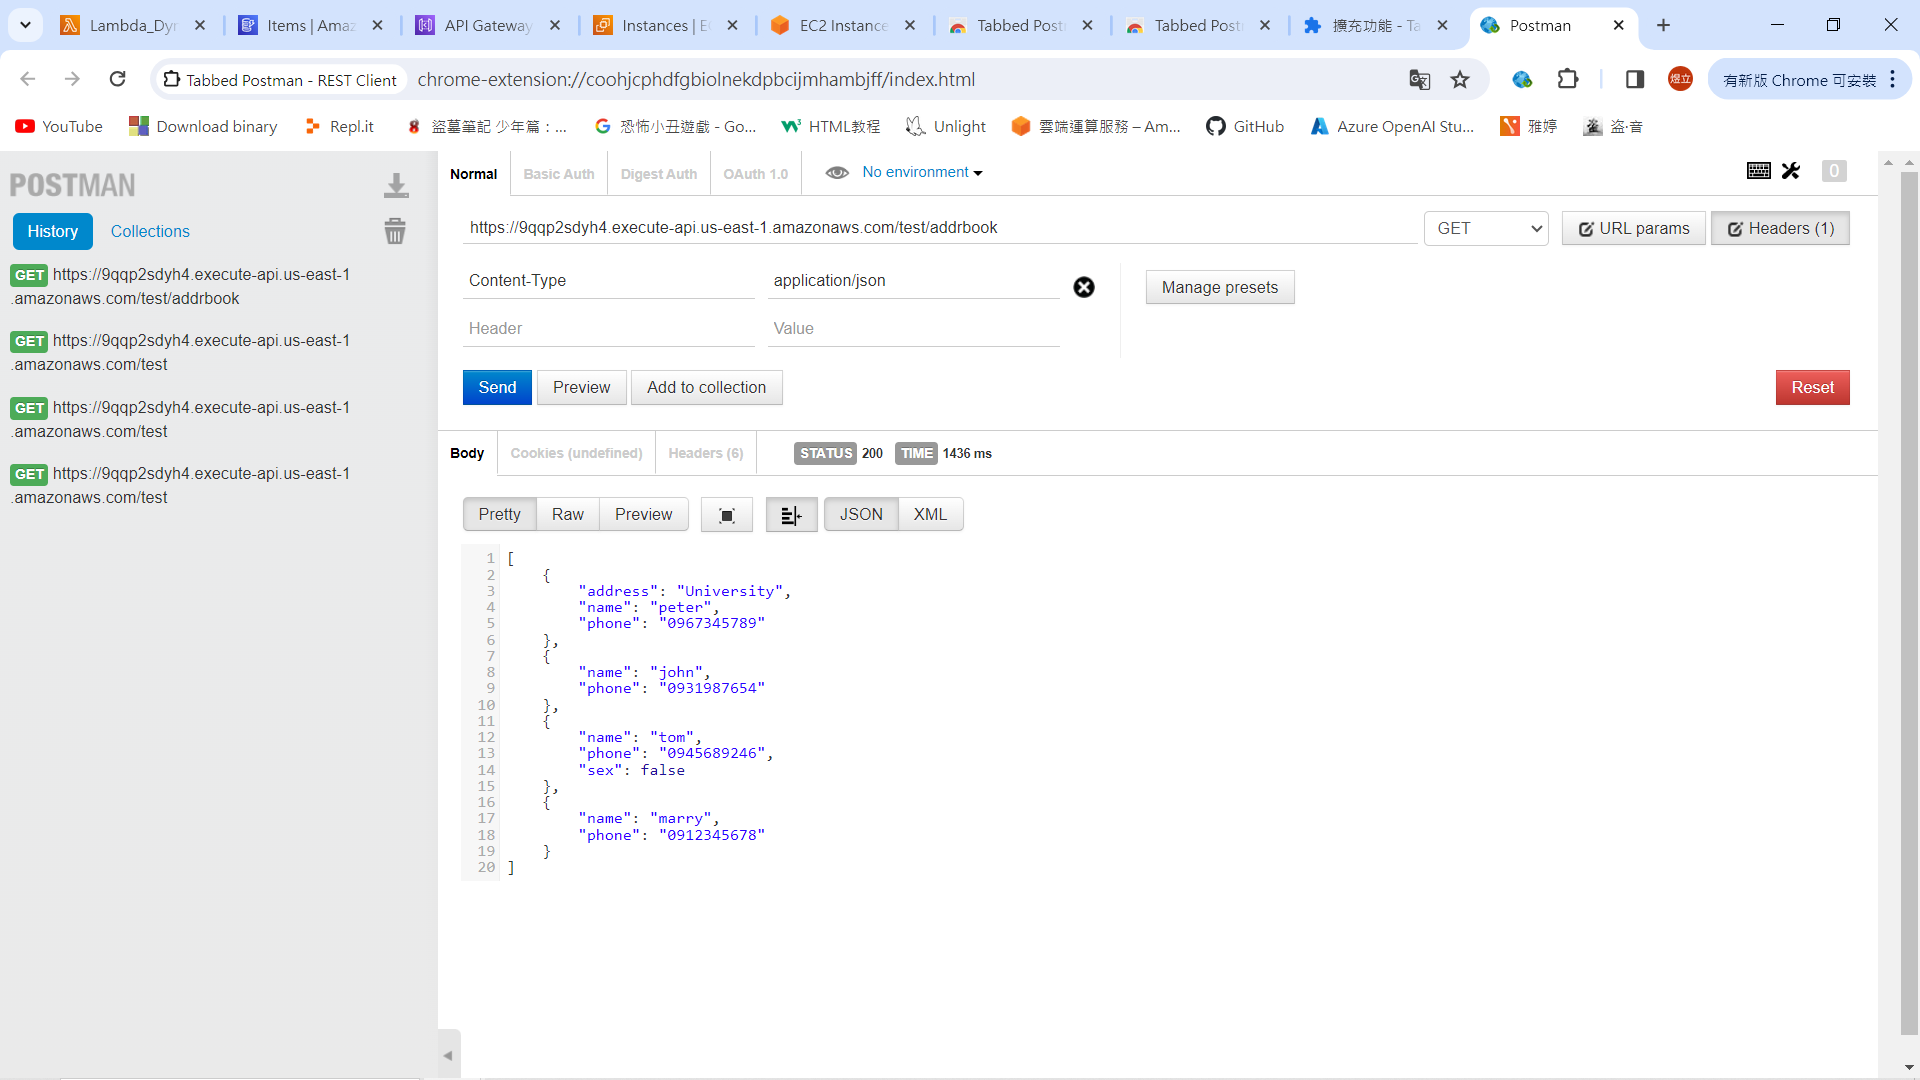 Lambda_Dyn
Items | Amaz
API Gateway
Instances | E
EC2 Instance
Tabbed Post
Tabbed Post
擴充功能 - Ta
Postman
Tabbed Postman - REST Client
chrome-extension://coohjcphdfgbiolnekdpbcijmhambjff/index.html
煜立
有新版 Chrome 可安裝
YouTube
Download binary
Repl.it
盜墓筆記 少年篇：...
恐怖小丑遊戲 - Go...
HTML教程
Unlight
雲端運算服務 – Am...
GitHub
Azure OpenAI Stu...
雅婷
盗·音
POSTMAN
History
Collections
GET https://9qqp2sdyh4.execute-api.us-east-1
.amazonaws.com/test/addrbook
GET https://9qqp2sdyh4.execute-api.us-east-1
.amazonaws.com/test
GET https://9qqp2sdyh4.execute-api.us-east-1
.amazonaws.com/test
GET https://9qqp2sdyh4.execute-api.us-east-1
.amazonaws.com/test
Normal
Basic Auth
Digest Auth
OAuth 1.0
No environment
0
https://9qqp2sdyh4.execute-api.us-east-1.amazonaws.com/test/addrbook
GET
URL params
Headers (1)
Content-Type
application/json
Manage presets
Header
Value
Send
Preview
Add to collection
Reset
Body
Cookies (undefined)
Headers (6)
STATUS 200
TIME 1436 ms
Pretty
Raw
Preview
JSON
XML
1 [
2 {
3 "address": "University",
4 "name": "peter",
5 "phone": "0967345789"
6 },
7 {
8 "name": "john",
9 "phone": "0931987654"
10 },
11 {
12 "name": "tom",
13 "phone": "0945689246",
14 "sex": false
15 },
16 {
17 "name": "marry",
18 "phone": "0912345678"
19 }
20 ]